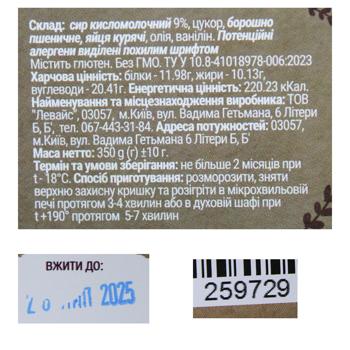 Склад: сир кисломолочний 9%, цукор, борошно
пшеничне, яйця курячі, олія, ванілін. Потенційні
алергени виділені похилим шрифтом
Містить глютен. Без ГМО. ТУ У 10.8-41018978-006:2023
Харчова цінність: білки - 11.98г, жири - 10.13г,
вуглеводи - 20.41г. Енергетична цінність: 220.23 кКал.
Найменування та місцезнаходження виробника: ТОВ
"Левайс", 03057, м.Київ, вул. Вадима Гетьмана, 6 Літери
Б, Б', тел. 067-443-31-84. Адреса потужностей: 03057,
м.Київ, вул. Вадима Гетьмана 6 Літери Б, Б'
Маса нетто: 350 g (г) ±10 г.
Термін та умови зберігання: не більше 2 місяців при
t - 18°С. Спосіб приготування: розморозити, зняти
верхню захисну кришку та розігріти в мікрохвильовій
печі протягом 3-4 хвилин або в духовій шафі при
t +190° протягом 5-7 хвилин
ВЖИТИ ДО:
2025
259729